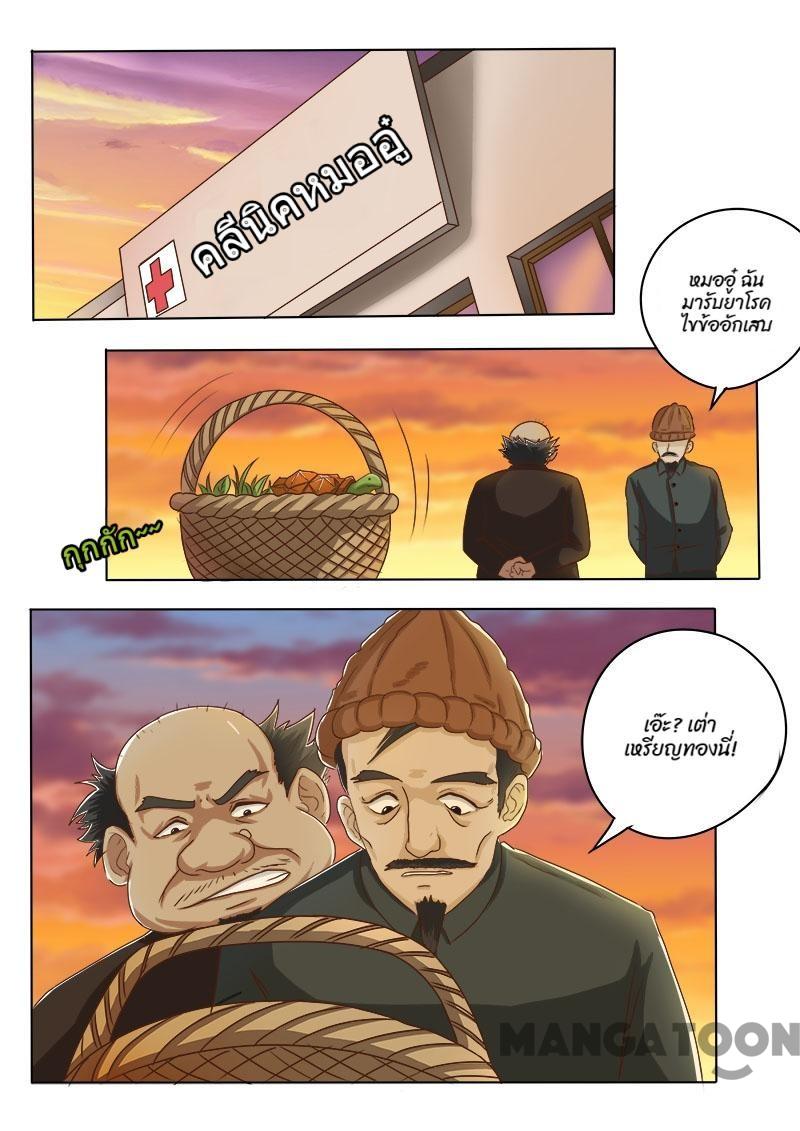 คลีนิคหมออู๋
หมออู๋ ฉัน
มารับยาโรค
ไขข้ออักเสบ
กุกกัก~~
เอ๊ะ? เต่า
เหรียญทองนี่!
MANGATOON